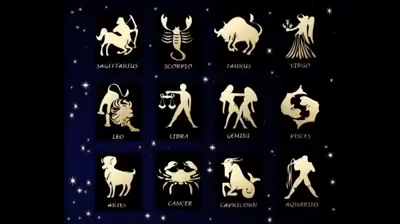 SAGITTARIUS SCORPIO TAURUS VIRGO
LEO LIBRA GEMINI PISCES
ARIES CANCER CAPRICORN AQUARIUS